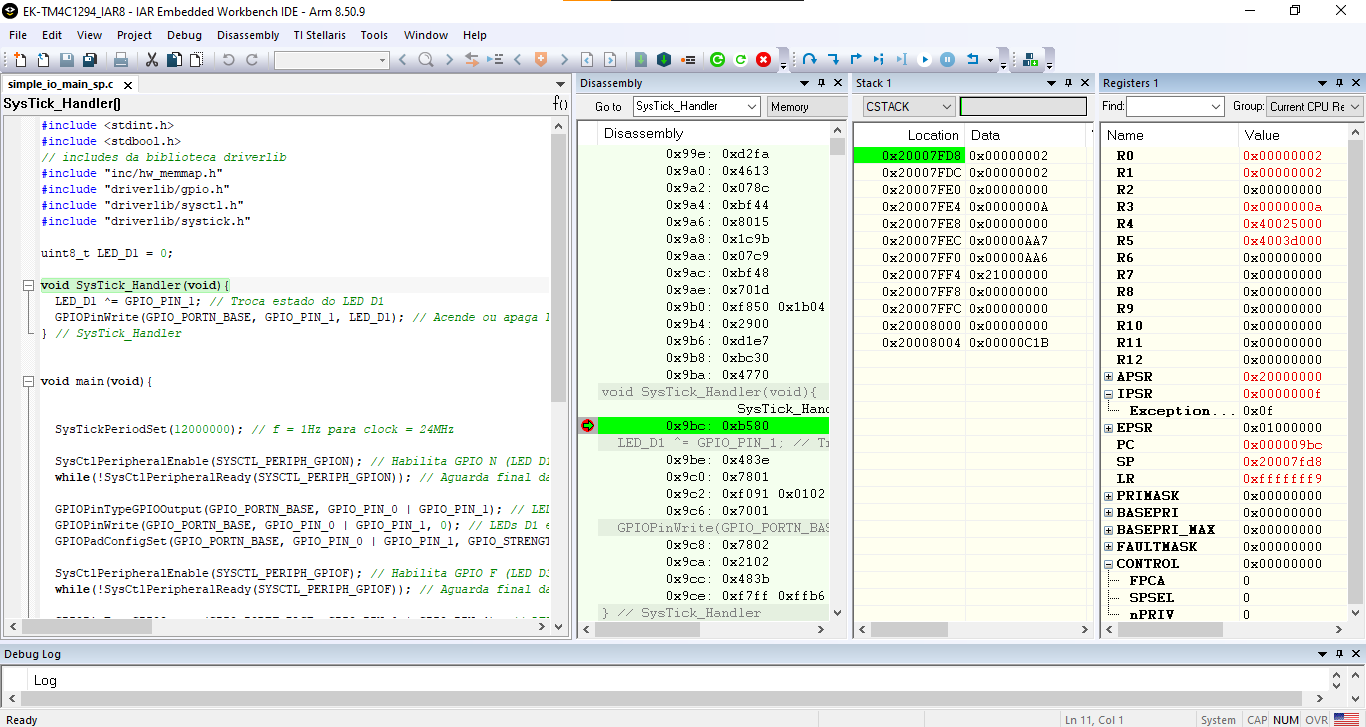 EK-TM4C1294_IAR8 - IAR Embedded Workbench IDE - Arm 8.50.9
File Edit View Project Debug Disassembly TI Stellaris Tools Window Help
simple_io_main_sp.c
SysTick_Handler()
f()
#include <stdint.h>
#include <stdbool.h>
// includes da biblioteca driverlib
#include "inc/hw_memmap.h"
#include "driverlib/gpio.h"
#include "driverlib/sysctl.h"
#include "driverlib/systick.h"
uint8_t LED_D1 = 0;
void SysTick_Handler(void){
LED_D1 ^= GPIO_PIN_1; // Troca estado do LED D1
GPIOPinWrite(GPIO_PORTN_BASE, GPIO_PIN_1, LED_D1); // Acende ou apaga
} // SysTick_Handler
void main(void){
SysTickPeriodSet(12000000); // f = 1Hz para clock = 24MHz
SysCtlPeripheralEnable(SYSCTL_PERIPH_GPION); // Habilita GPIO N (LED D1
while(!SysCtlPeripheralReady(SYSCTL_PERIPH_GPION)); // Aguarda final da
GPIOPinTypeGPIOOutput(GPIO_PORTN_BASE, GPIO_PIN_0 | GPIO_PIN_1); // LED
GPIOPinWrite(GPIO_PORTN_BASE, GPIO_PIN_0 | GPIO_PIN_1, 0); // LEDs D1 e
GPIOPadConfigSet(GPIO_PORTN_BASE, GPIO_PIN_0 | GPIO_PIN_1, GPIO_STRENGT
SysCtlPeripheralEnable(SYSCTL_PERIPH_GPIOF); // Habilita GPIO F (LED D3
while(!SysCtlPeripheralReady(SYSCTL_PERIPH_GPIOF)); // Aguarda final da
Disassembly
Go to SysTick_Handler Memory
Disassembly
0x99e: 0xd2fa
0x9a0: 0x4613
0x9a2: 0x078c
0x9a4: 0xbf44
0x9a6: 0x8015
0x9a8: 0x1c9b
0x9aa: 0x07c9
0x9ac: 0xbf48
0x9ae: 0x701d
0x9b0: 0xf850 0x1b04
0x9b4: 0x2900
0x9b6: 0xd1e7
0x9b8: 0xbc30
0x9ba: 0x4770
void SysTick_Handler(void){
SysTick_Hand
0x9bc: 0xb580
LED_D1 ^= GPIO_PIN_1; // Tr
0x9be: 0x483e
0x9c0: 0x7801
0x9c2: 0xf091 0x0102
0x9c6: 0x7001
GPIOPinWrite(GPIO_PORTN_BAS
0x9c8: 0x7802
0x9ca: 0x2102
0x9cc: 0x483b
0x9ce: 0xf7ff 0xffb6
} // SysTick_Handler
Stack 1
CSTACK
Location Data
0x20007FD8 0x00000002
0x20007FDC 0x00000002
0x20007FE0 0x00000000
0x20007FE4 0x0000000A
0x20007FE8 0x00000000
0x20007FEC 0x00000AA7
0x20007FF0 0x00000AA6
0x20007FF4 0x21000000
0x20007FF8 0x00000000
0x20007FFC 0x00000000
0x20008000 0x00000000
0x20008004 0x00000C1B
Registers 1
Find: Group: Current CPU Re
Name Value
R0 0x00000002
R1 0x00000002
R2 0x00000000
R3 0x0000000a
R4 0x40025000
R5 0x4003d000
R6 0x00000000
R7 0x00000000
R8 0x00000000
R9 0x00000000
R10 0x00000000
R11 0x00000000
R12 0x00000000
APSR 0x20000000
IPSR 0x0000000f
Exception... 0x0f
EPSR 0x01000000
PC 0x000009bc
SP 0x20007fd8
LR 0xfffffff9
PRIMASK 0x00000000
BASEPRI 0x00000000
BASEPRI_MAX 0x00000000
FAULTMASK 0x00000000
CONTROL 0x00000000
FPCA 0
SPSEL 0
nPRIV 0
Debug Log
Log
Ready Ln 11, Col 1 System CAP NUM OVR